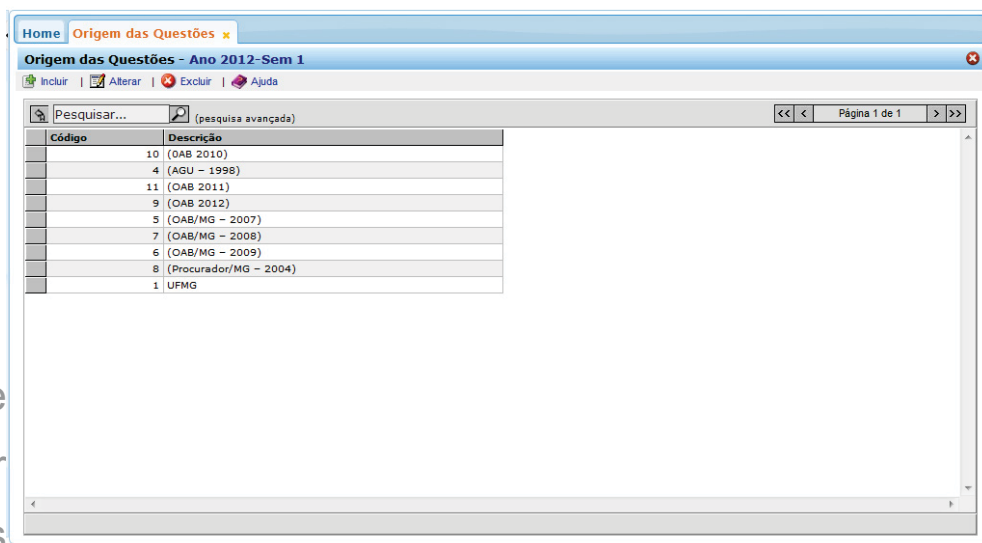 Home Origem das Questões x
Origem das Questões - Ano 2012-Sem 1
Incluir | Alterar | Excluir | Ajuda
Pesquisar... (pesquisa avançada) << < Página 1 de 1 > >>
Código Descrição
10 (0AB 2010)
4 (AGU – 1998)
11 (OAB 2011)
9 (OAB 2012)
5 (OAB/MG – 2007)
7 (OAB/MG – 2008)
6 (OAB/MG – 2009)
8 (Procurador/MG – 2004)
1 UFMG
e
r
s